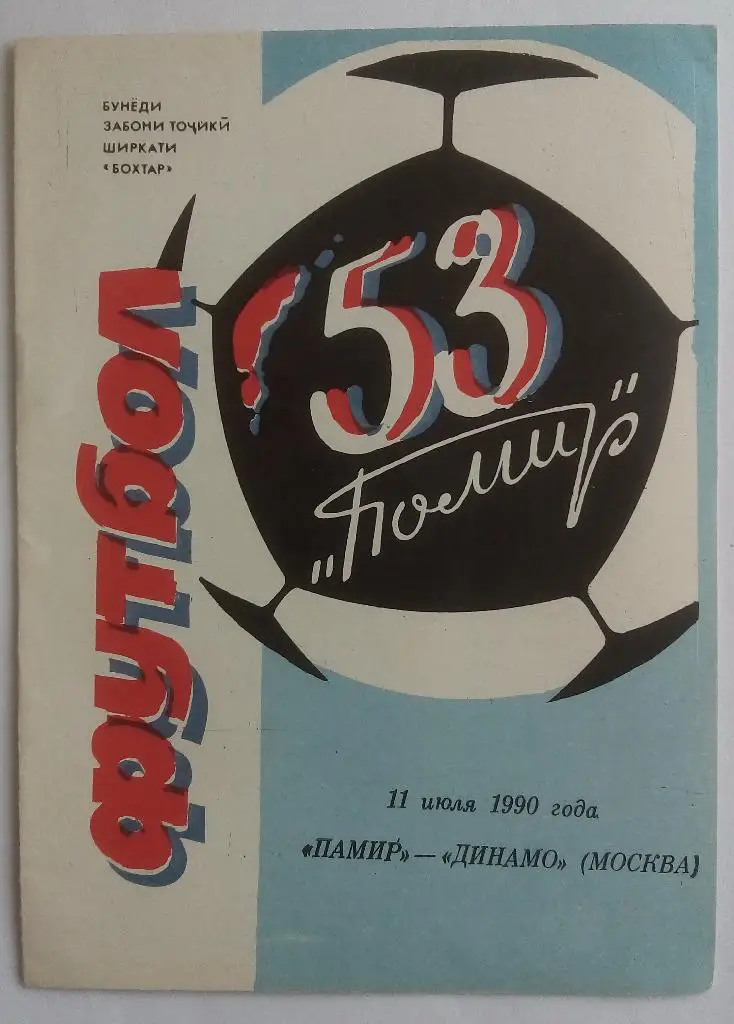 БУНЁДИ
ЗАБОНИ ТОҶИКӢ
ШИРКАТИ
«БОХТАР»
футбол
53
„Помир"
11 июля 1990 года
«ПАМИР»—«ДИНАМО» (МОСКВА)